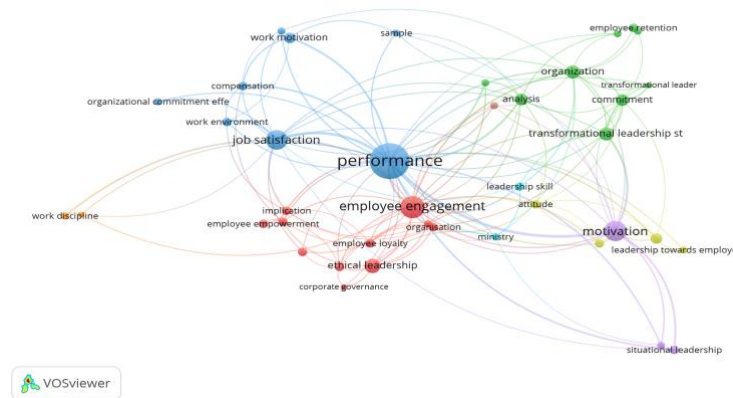 employee retention
work motivation
sample
organization
compensation
transformational leader
organizational commitment effe
analysis
commitment
work environment
job satisfaction
transformational leadership st
performance
leadership skill
attitude
employee engagement
implication
work discipline
employee empowerment
organisation
motivation
ministry
employee loyalty
leadership towards employe
ethical leadership
corporate governance
situational leadership
VOSviewer